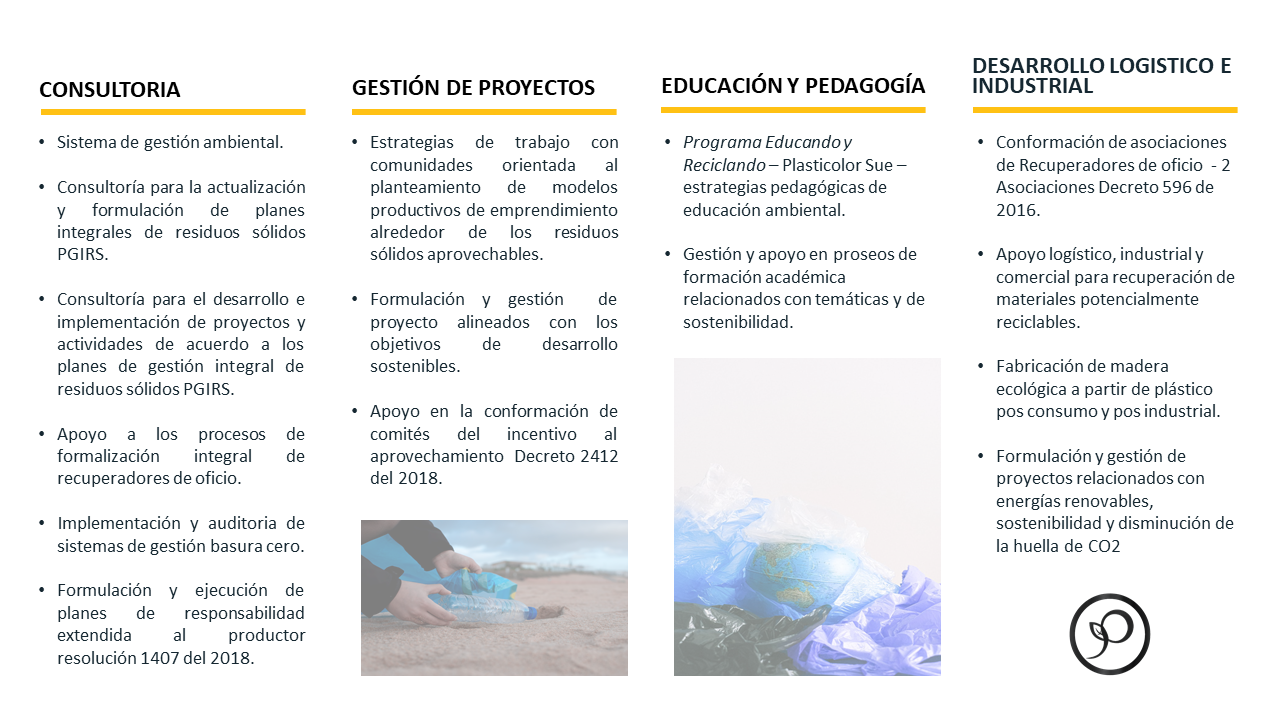 CONSULTORIA
• Sistema de gestión ambiental.
• Consultoría para la actualización
y formulación de planes
integrales de residuos sólidos
PGIRS.
• Consultoría para el desarrollo e
implementación de proyectos y
actividades de acuerdo a los
planes de gestión integral de
residuos sólidos PGIRS.
• Apoyo a los procesos de
formalización integral de
recuperadores de oficio.
• Implementación y auditoria de
sistemas de gestión basura cero.
• Formulación y ejecución de
planes de responsabilidad
extendida al productor
resolución 1407 del 2018.
GESTIÓN DE PROYECTOS
• Estrategias de trabajo con
comunidades orientada al
planteamiento de modelos
productivos de emprendimiento
alrededor de los residuos
sólidos aprovechables.
• Formulación y gestión de
proyecto alineados con los
objetivos de desarrollo
sostenibles.
• Apoyo en la conformación de
comités del incentivo al
aprovechamiento Decreto 2412
del 2018.
EDUCACIÓN Y PEDAGOGÍA
• Programa Educando y
Reciclando – Plasticolor Sue –
estrategias pedagógicas de
educación ambiental.
• Gestión y apoyo en proseos de
formación académica
relacionados con temáticas y de
sostenibilidad.
DESARROLLO LOGISTICO E
INDUSTRIAL
• Conformación de asociaciones
de Recuperadores de oficio - 2
Asociaciones Decreto 596 de
2016.
• Apoyo logístico, industrial y
comercial para recuperación de
materiales potencialmente
reciclables.
• Fabricación de madera
ecológica a partir de plástico
pos consumo y pos industrial.
• Formulación y gestión de
proyectos relacionados con
energías renovables,
sostenibilidad y disminución de
la huella de CO2